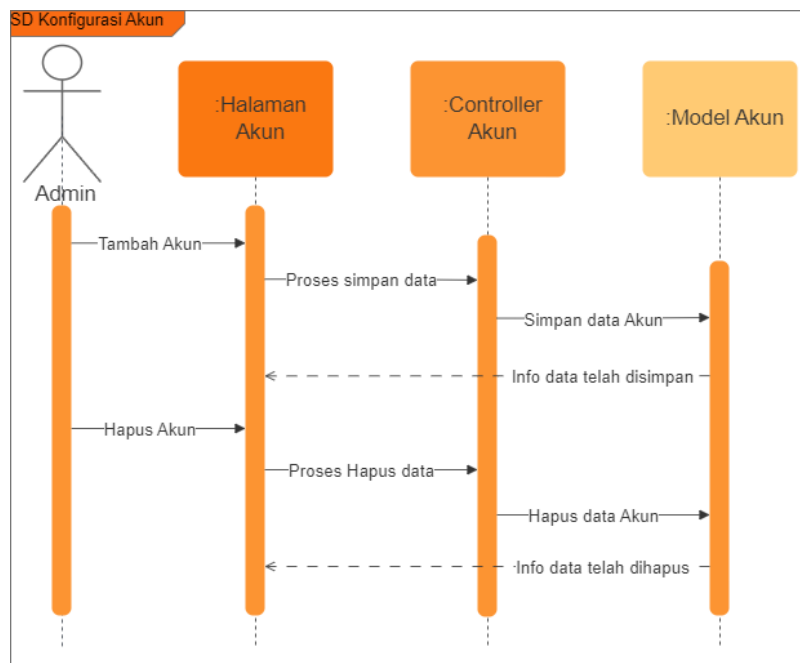 SD Konfigurasi Akun
:Halaman
Akun
:Controller
Akun
:Model Akun
Admin
Tambah Akun
Proses simpan data
Simpan data Akun
Info data telah disimpan
Hapus Akun
Proses Hapus data
Hapus data Akun
Info data telah dihapus